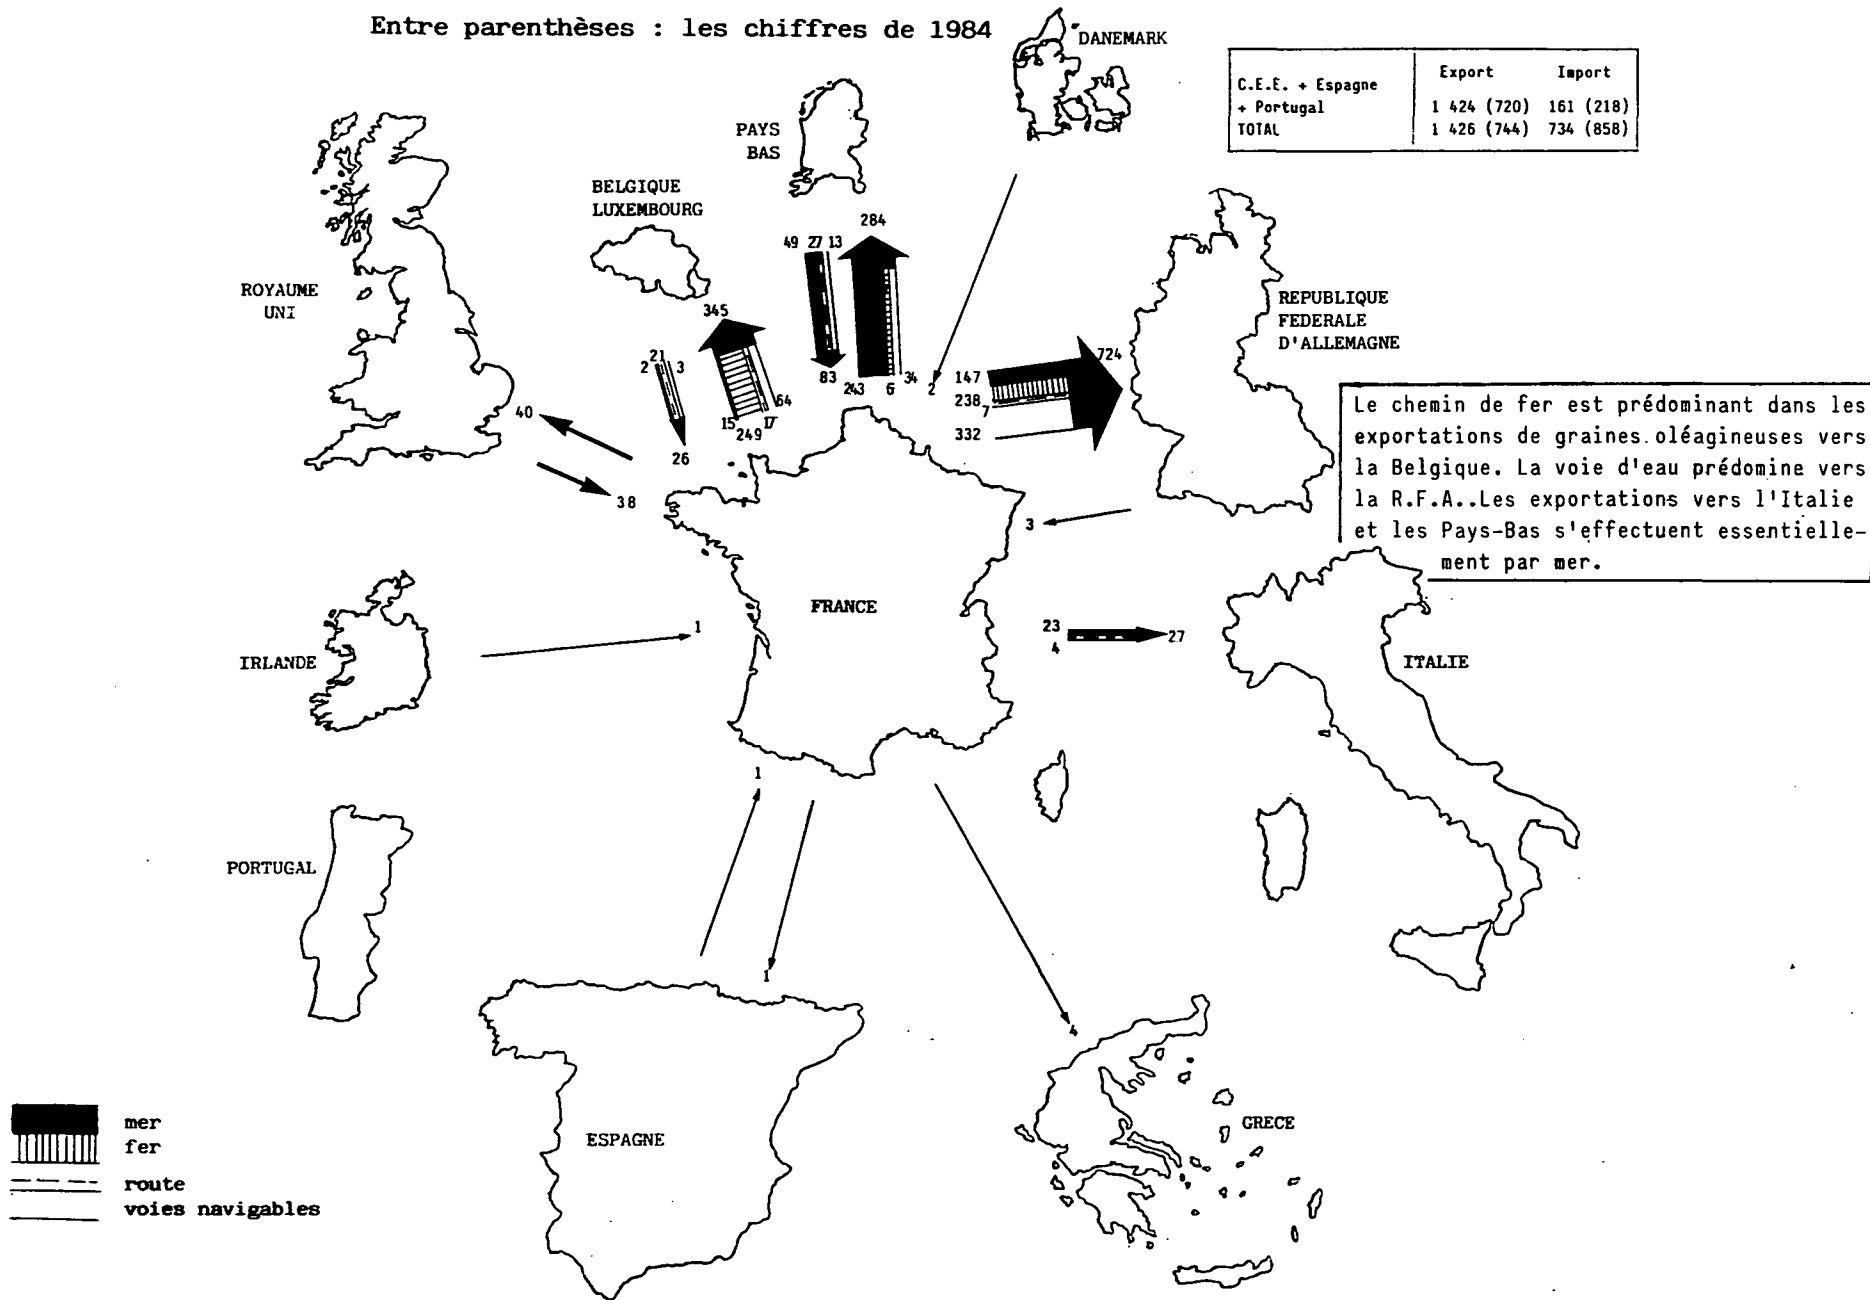 Entre parenthèses : les chiffres de 1984
DANEMARK
C.E.E. + Espagne
+ Portugal
TOTAL
Export Import
1 424 (720) 161 (218)
1 426 (744) 734 (858)
PAYS
BAS
BELGIQUE
LUXEMBOURG
ROYAUME
UNI
REPUBLIQUE
FEDERALE
D'ALLEMAGNE
284
49 27 13
345
21
2 3
83
243 6 34
2
147
238
7
332
724
64
15 17
249
26
40
38
3
Le chemin de fer est prédominant dans les
exportations de graines oléagineuses vers
la Belgique. La voie d'eau prédomine vers
la R.F.A..Les exportations vers l'Italie
et les Pays-Bas s'effectuent essentielle-
ment par mer.
FRANCE
1
IRLANDE
23
4
27
ITALIE
1
PORTUGAL
1
4
ESPAGNE
GRECE
mer
fer
route
voies navigables